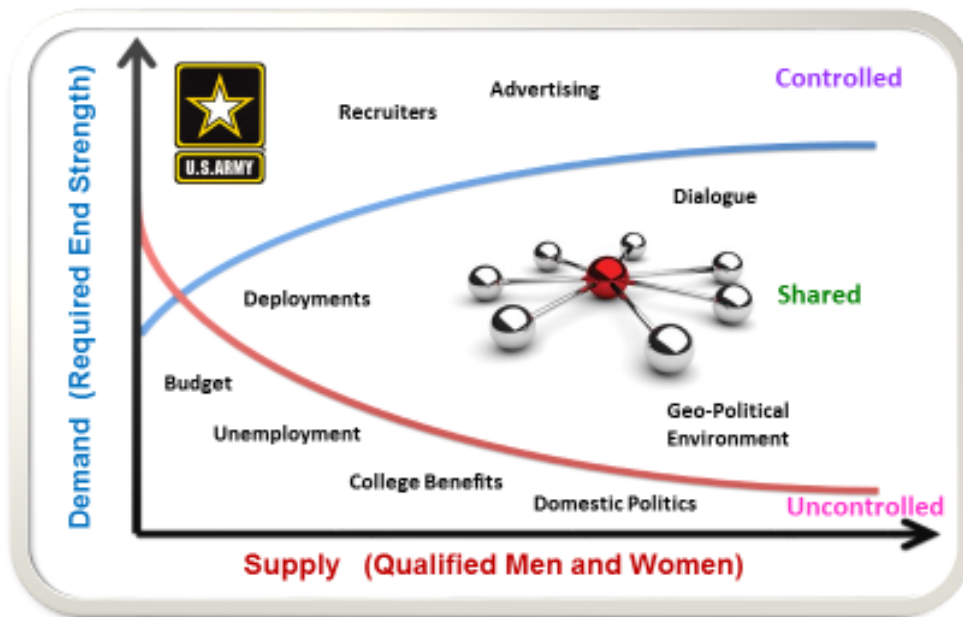 Demand (Required End Strength)
U.S.ARMY
Recruiters
Advertising
Controlled
Dialogue
Deployments
Shared
Budget
Unemployment
Geo-Political
Environment
College Benefits
Domestic Politics
Uncontrolled
Supply (Qualified Men and Women)